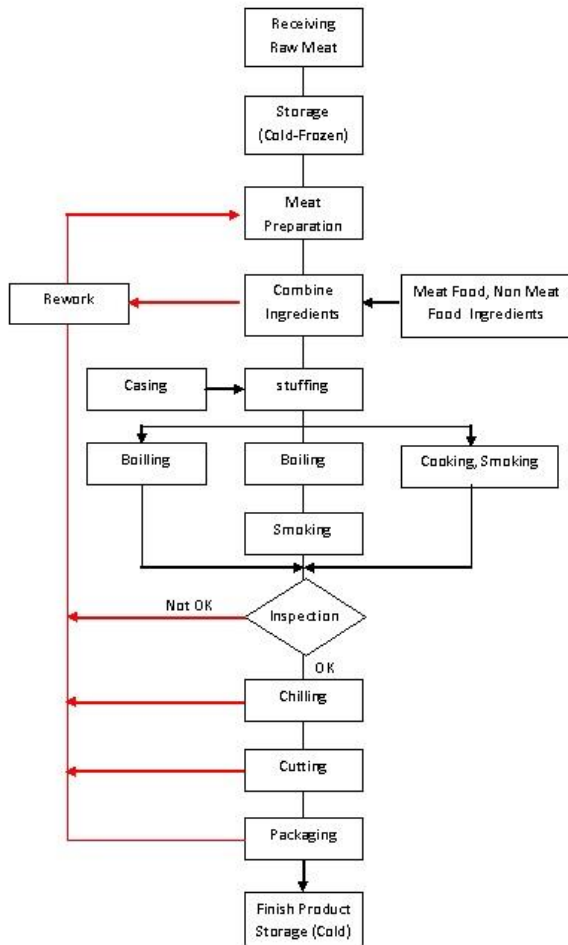 Receiving
Raw Meat
Storage
(Cold-Frozen)
Meat
Preparation
Rework
Combine
Ingredients
Meat Food, Non Meat
Food Ingredients
Casing
stuffing
Boilling
Boiling
Cooking, Smoking
Smoking
Not OK
Inspection
OK
Chilling
Cutting
Packaging
Finish Product
Storage (Cold)